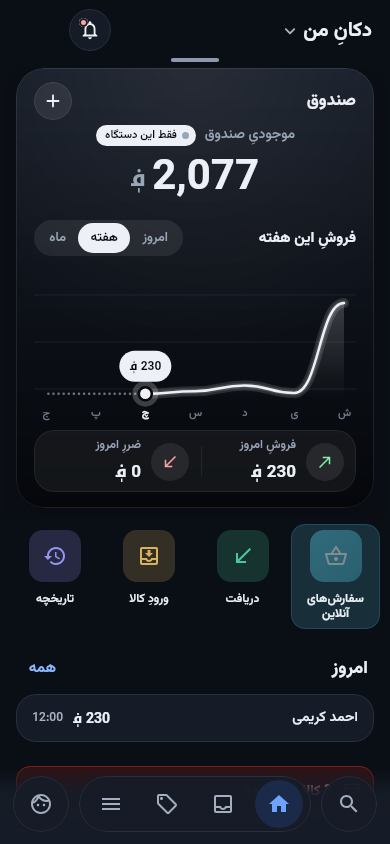 دکانِ من
صندوق
موجودیِ صندوق
فقط این دستگاه
2,077 ؋
فروشِ این هفته
امروز
هفته
ماه
230 ؋
ش
ی
د
س
چ
پ
ج
فروشِ امروز
230 ؋
ضررِ امروز
0 ؋
سفارش‌های
آنلاین
دریافت
ورودِ کالا
تاریخچه
امروز
همه
احمد کریمی
230 ؋
12:00